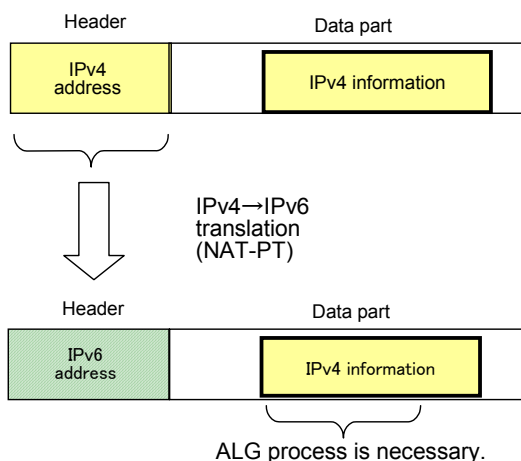 Header
Data part
IPv4
address
IPv4 information
IPv4→IPv6
translation
(NAT-PT)
Header
Data part
IPv6
address
IPv4 information
ALG process is necessary.